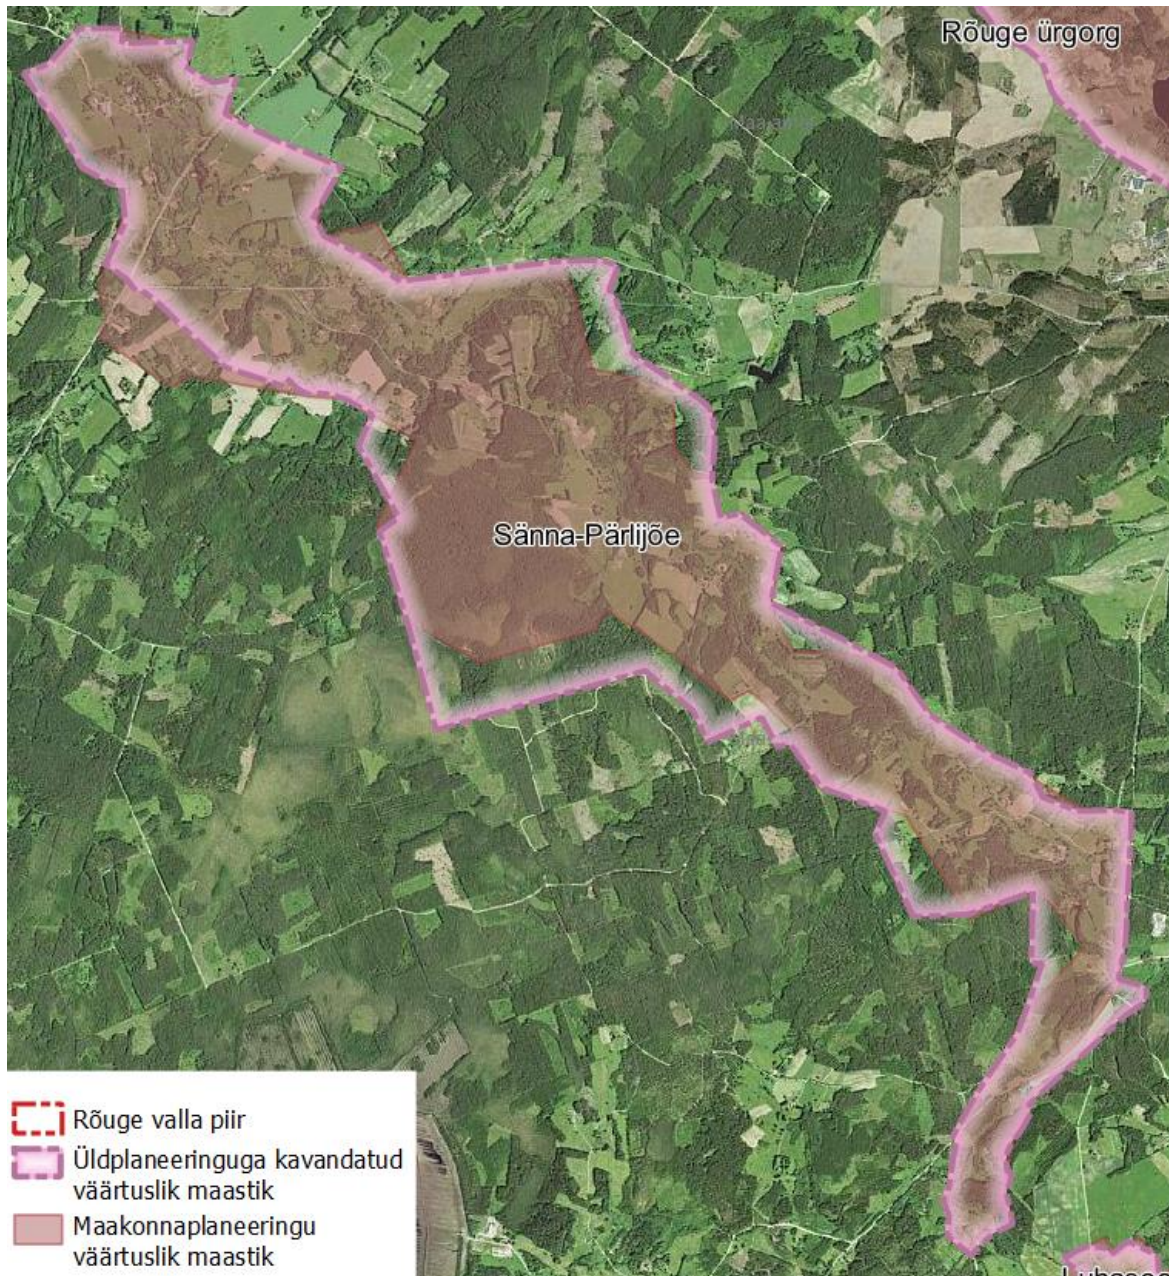 Rõuge ürgorg
Sänna-Pärlijõe
Rõuge valla piir
Üldplaneeringuga kavandatud
väärtuslik maastik
Maakonnaplaneeringu
väärtuslik maastik